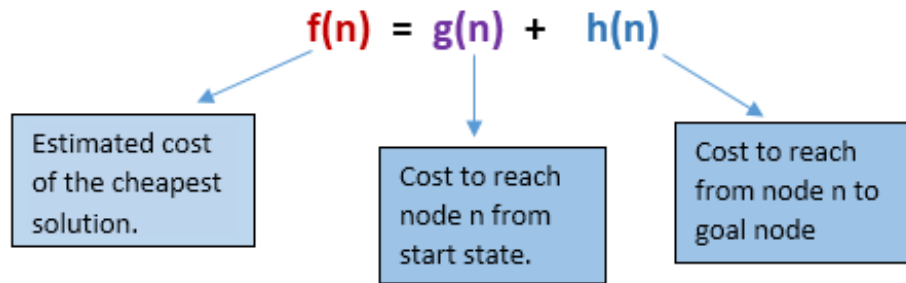 f(n) = g(n) + h(n)
Estimated cost
of the cheapest
solution.
Cost to reach
node n from
start state.
Cost to reach
from node n to
goal node